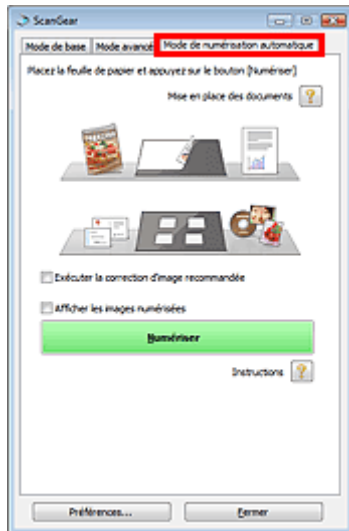 ScanGear
Mode de base Mode avancé Mode de numérisation automatique
Placez la feuille de papier et appuyez sur le bouton [Numériser]
Mise en place des documents
Exécuter la correction d'image recommandée
Afficher les images numérisées
Numériser
Instructions
Préférences... Fermer